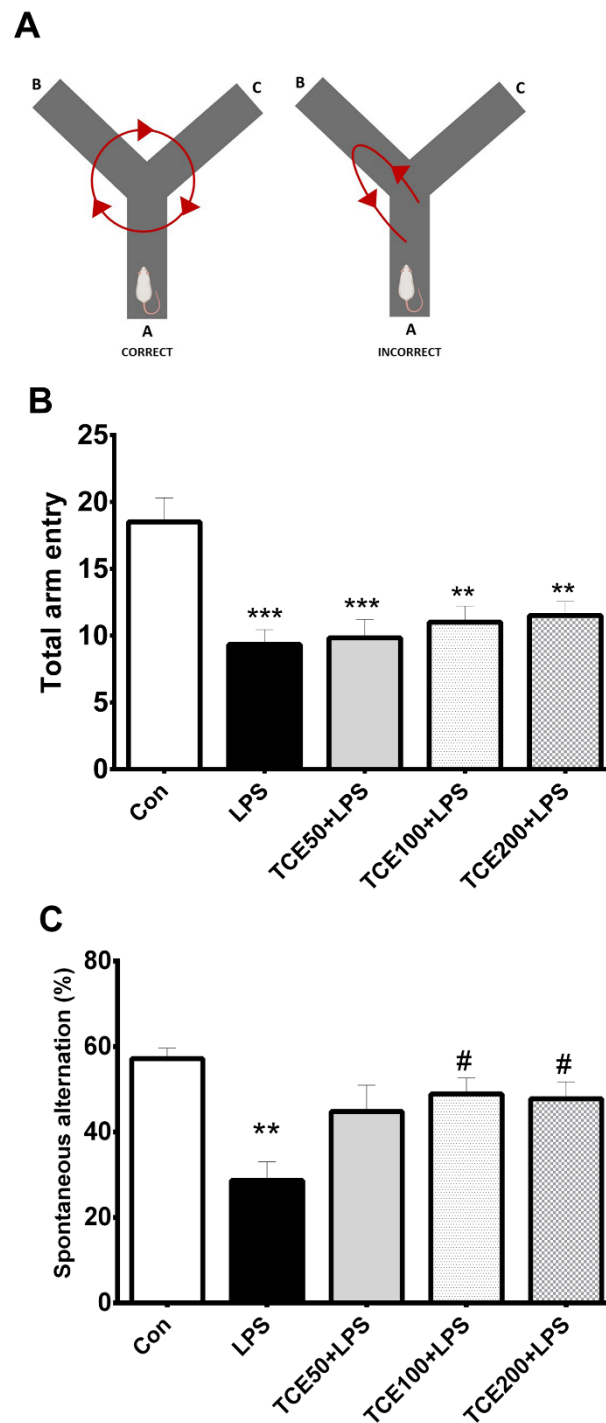 A
B
C
B
C
A
A
CORRECT
INCORRECT
B
Total arm entry
25
20
15
10
5
0
***
***
**
**
Con
LPS
TCE50+LPS
TCE100+LPS
TCE200+LPS
C
Spontaneous alternation (%)
80
60
40
20
0
**
#
#
Con
LPS
TCE50+LPS
TCE100+LPS
TCE200+LPS